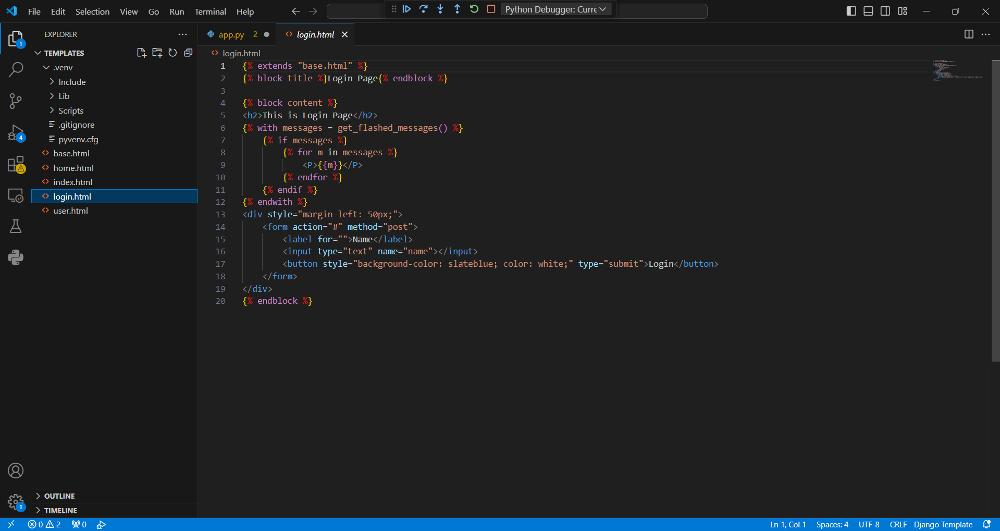 File Edit Selection View Go Run Terminal Help
Python Debugger: Curre
EXPLORER
TEMPLATES
.venv
Include
Lib
Scripts
.gitignore
pyvenv.cfg
base.html
home.html
index.html
login.html
user.html
OUTLINE
TIMELINE
1
4
1
app.py 2
login.html
login.html
1 {% extends "base.html" %}
2 {% block title %}Login Page{% endblock %}
3
4 {% block content %}
5 <h2>This is Login Page</h2>
6 {% with messages = get_flashed_messages() %}
7     {% if messages %}
8         {% for m in messages %}
9             <P>{{m}}</P>
10         {% endfor %}
11     {% endif %}
12 {% endwith %}
13 <div style="margin-left: 50px;">
14     <form action="#" method="post">
15         <label for="">Name</label>
16         <input type="text" name="name"></input>
17         <button style="background-color: slateblue; color: white;" type="submit">Login</button>
18     </form>
19 </div>
20 {% endblock %}
0 2 0
Ln 1, Col 1 Spaces: 4 UTF-8 CRLF Django Template